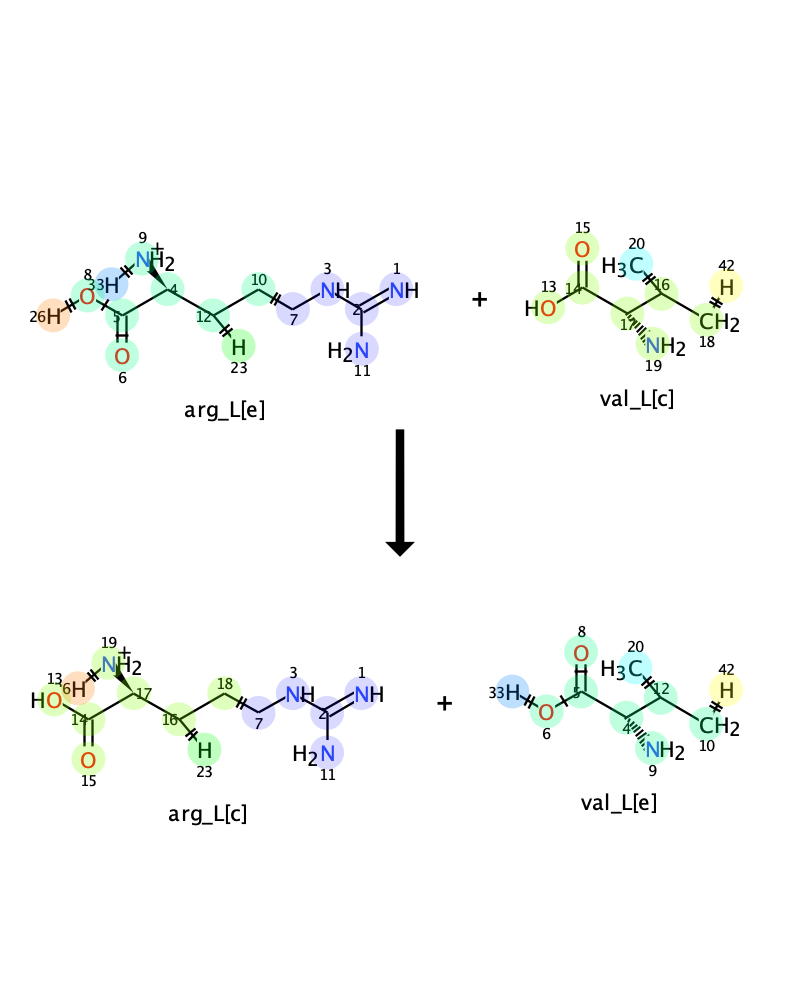 9 + NH2 8 33H 26H O 5 4 6 O 12 H 23 10 7 3 NH 2 1 NH H2N 11
arg_L[e]
+
15 O 13 HO 14 20 H3C 16 42 H 17 NH2 19 CH2 18
val_L[c]
19 + NH2 13 6H HO 14 17 15 O 16 H 23 18 7 3 NH 2 1 NH H2N 11
arg_L[c]
+
8 O 33H O 6 5 20 H3C 12 42 H 4 NH2 9 CH2 10
val_L[e]